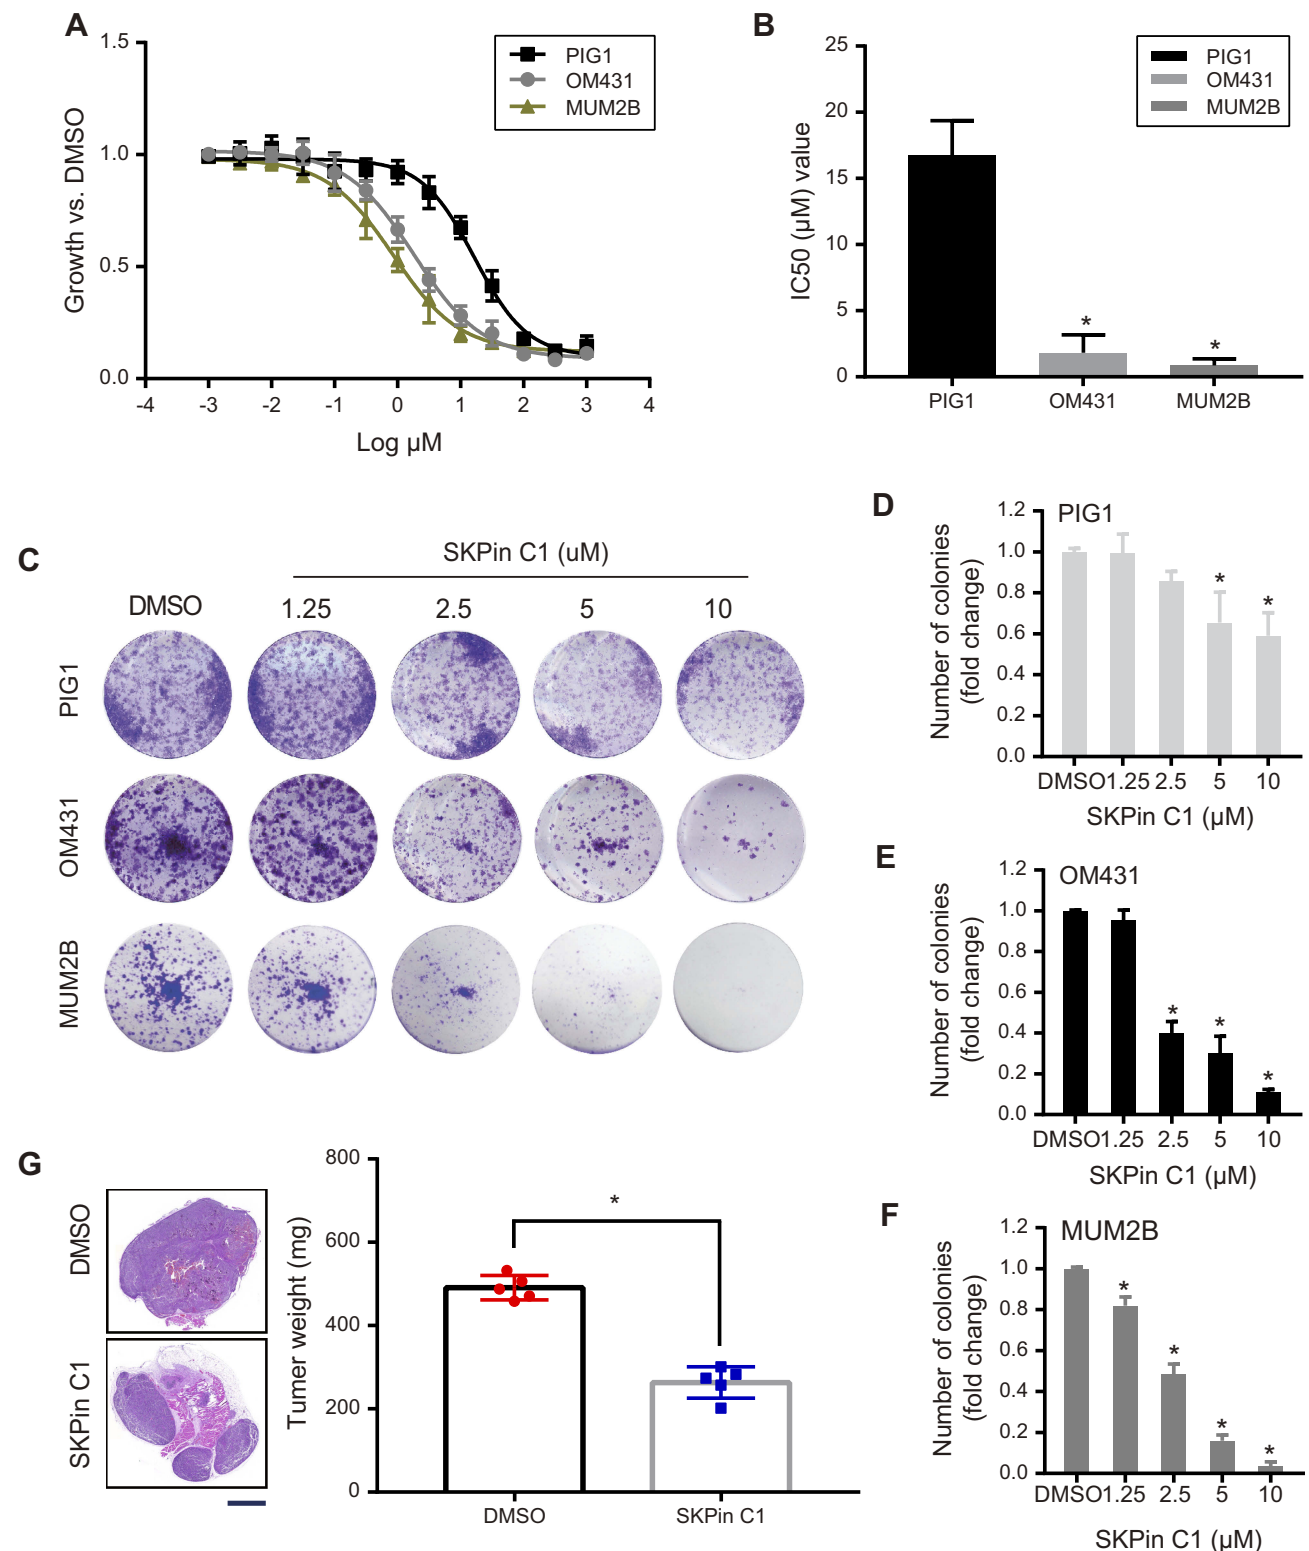 A
1.5
1.0
0.5
0.0
Growth vs. DMSO
-4 -3 -2 -1 0 1 2 3 4
Log µM
PIG1
OM431
MUM2B
B
25
20
15
10
5
0
IC50 (µM) value
PIG1
OM431
MUM2B
*
*
PIG1 OM431 MUM2B
C
SKPin C1 (uM)
DMSO 1.25 2.5 5 10
PIG1
OM431
MUM2B
D
PIG1
1.2
1.0
0.8
0.6
0.4
0.2
0.0
Number of colonies
(fold change)
*
*
DMSO 1.25 2.5 5 10
SKPin C1 (µM)
E
OM431
1.2
1.0
0.8
0.6
0.4
0.2
0.0
Number of colonies
(fold change)
*
*
*
DMSO 1.25 2.5 5 10
SKPin C1 (µM)
F
MUM2B
1.2
1.0
0.8
0.6
0.4
0.2
0.0
Number of colonies
(fold change)
*
*
*
*
DMSO 1.25 2.5 5 10
SKPin C1 (µM)
G
DMSO
SKPin C1
800
600
400
200
0
Tumer weight (mg)
*
DMSO SKPin C1